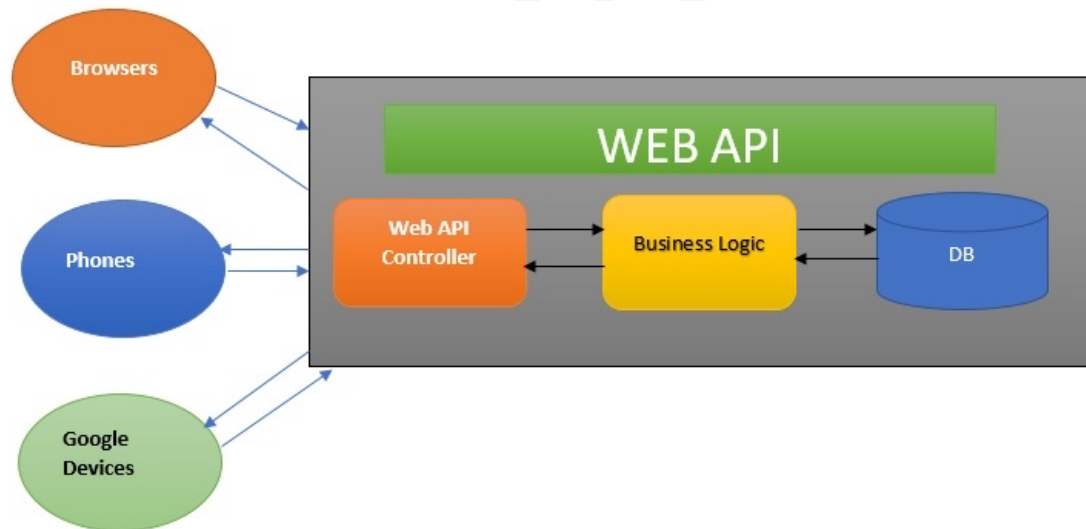 Browsers
WEB API
Web API
Controller
Business Logic
DB
Phones
Google
Devices